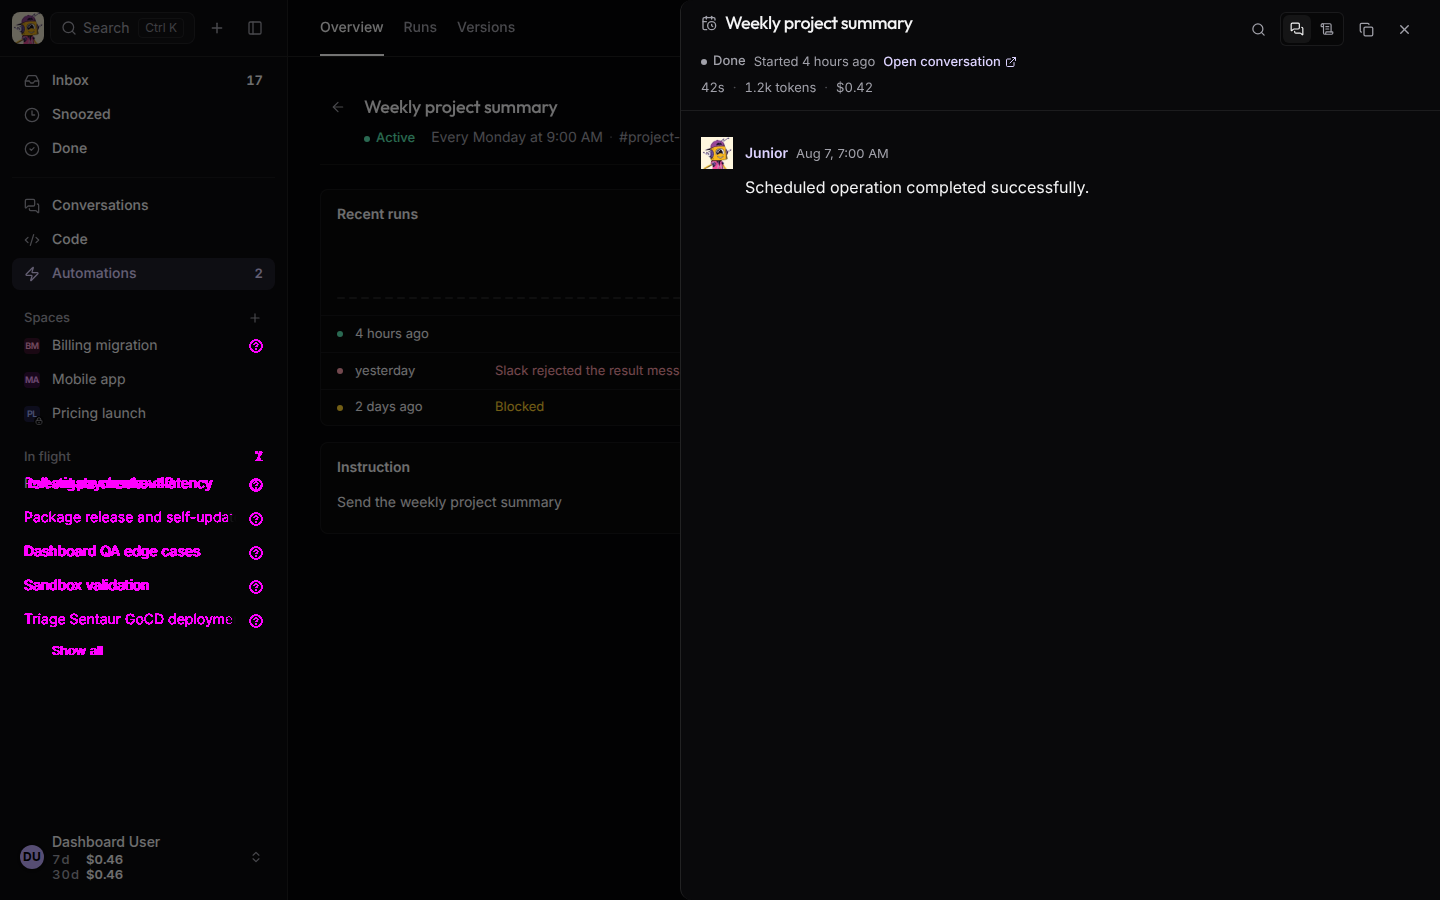 Search Ctrl K
Inbox 17
Snoozed
Done
Conversations
Code
Automations 2
Spaces
BM Billing migration
MA Mobile app
PL Pricing launch
In flight
Package release and self-updat
Dashboard QA edge cases
Sandbox validation
Triage Sentaur GoCD deployme
Show all
DU Dashboard User
7d $0.46
30d $0.46
Overview Runs Versions
Weekly project summary
Active Every Monday at 9:00 AM · #project-
Recent runs
4 hours ago
yesterday Slack rejected the result mess
2 days ago Blocked
Instruction
Send the weekly project summary
Weekly project summary
Done Started 4 hours ago Open conversation
42s · 1.2k tokens · $0.42
Junior Aug 7, 7:00 AM
Scheduled operation completed successfully.